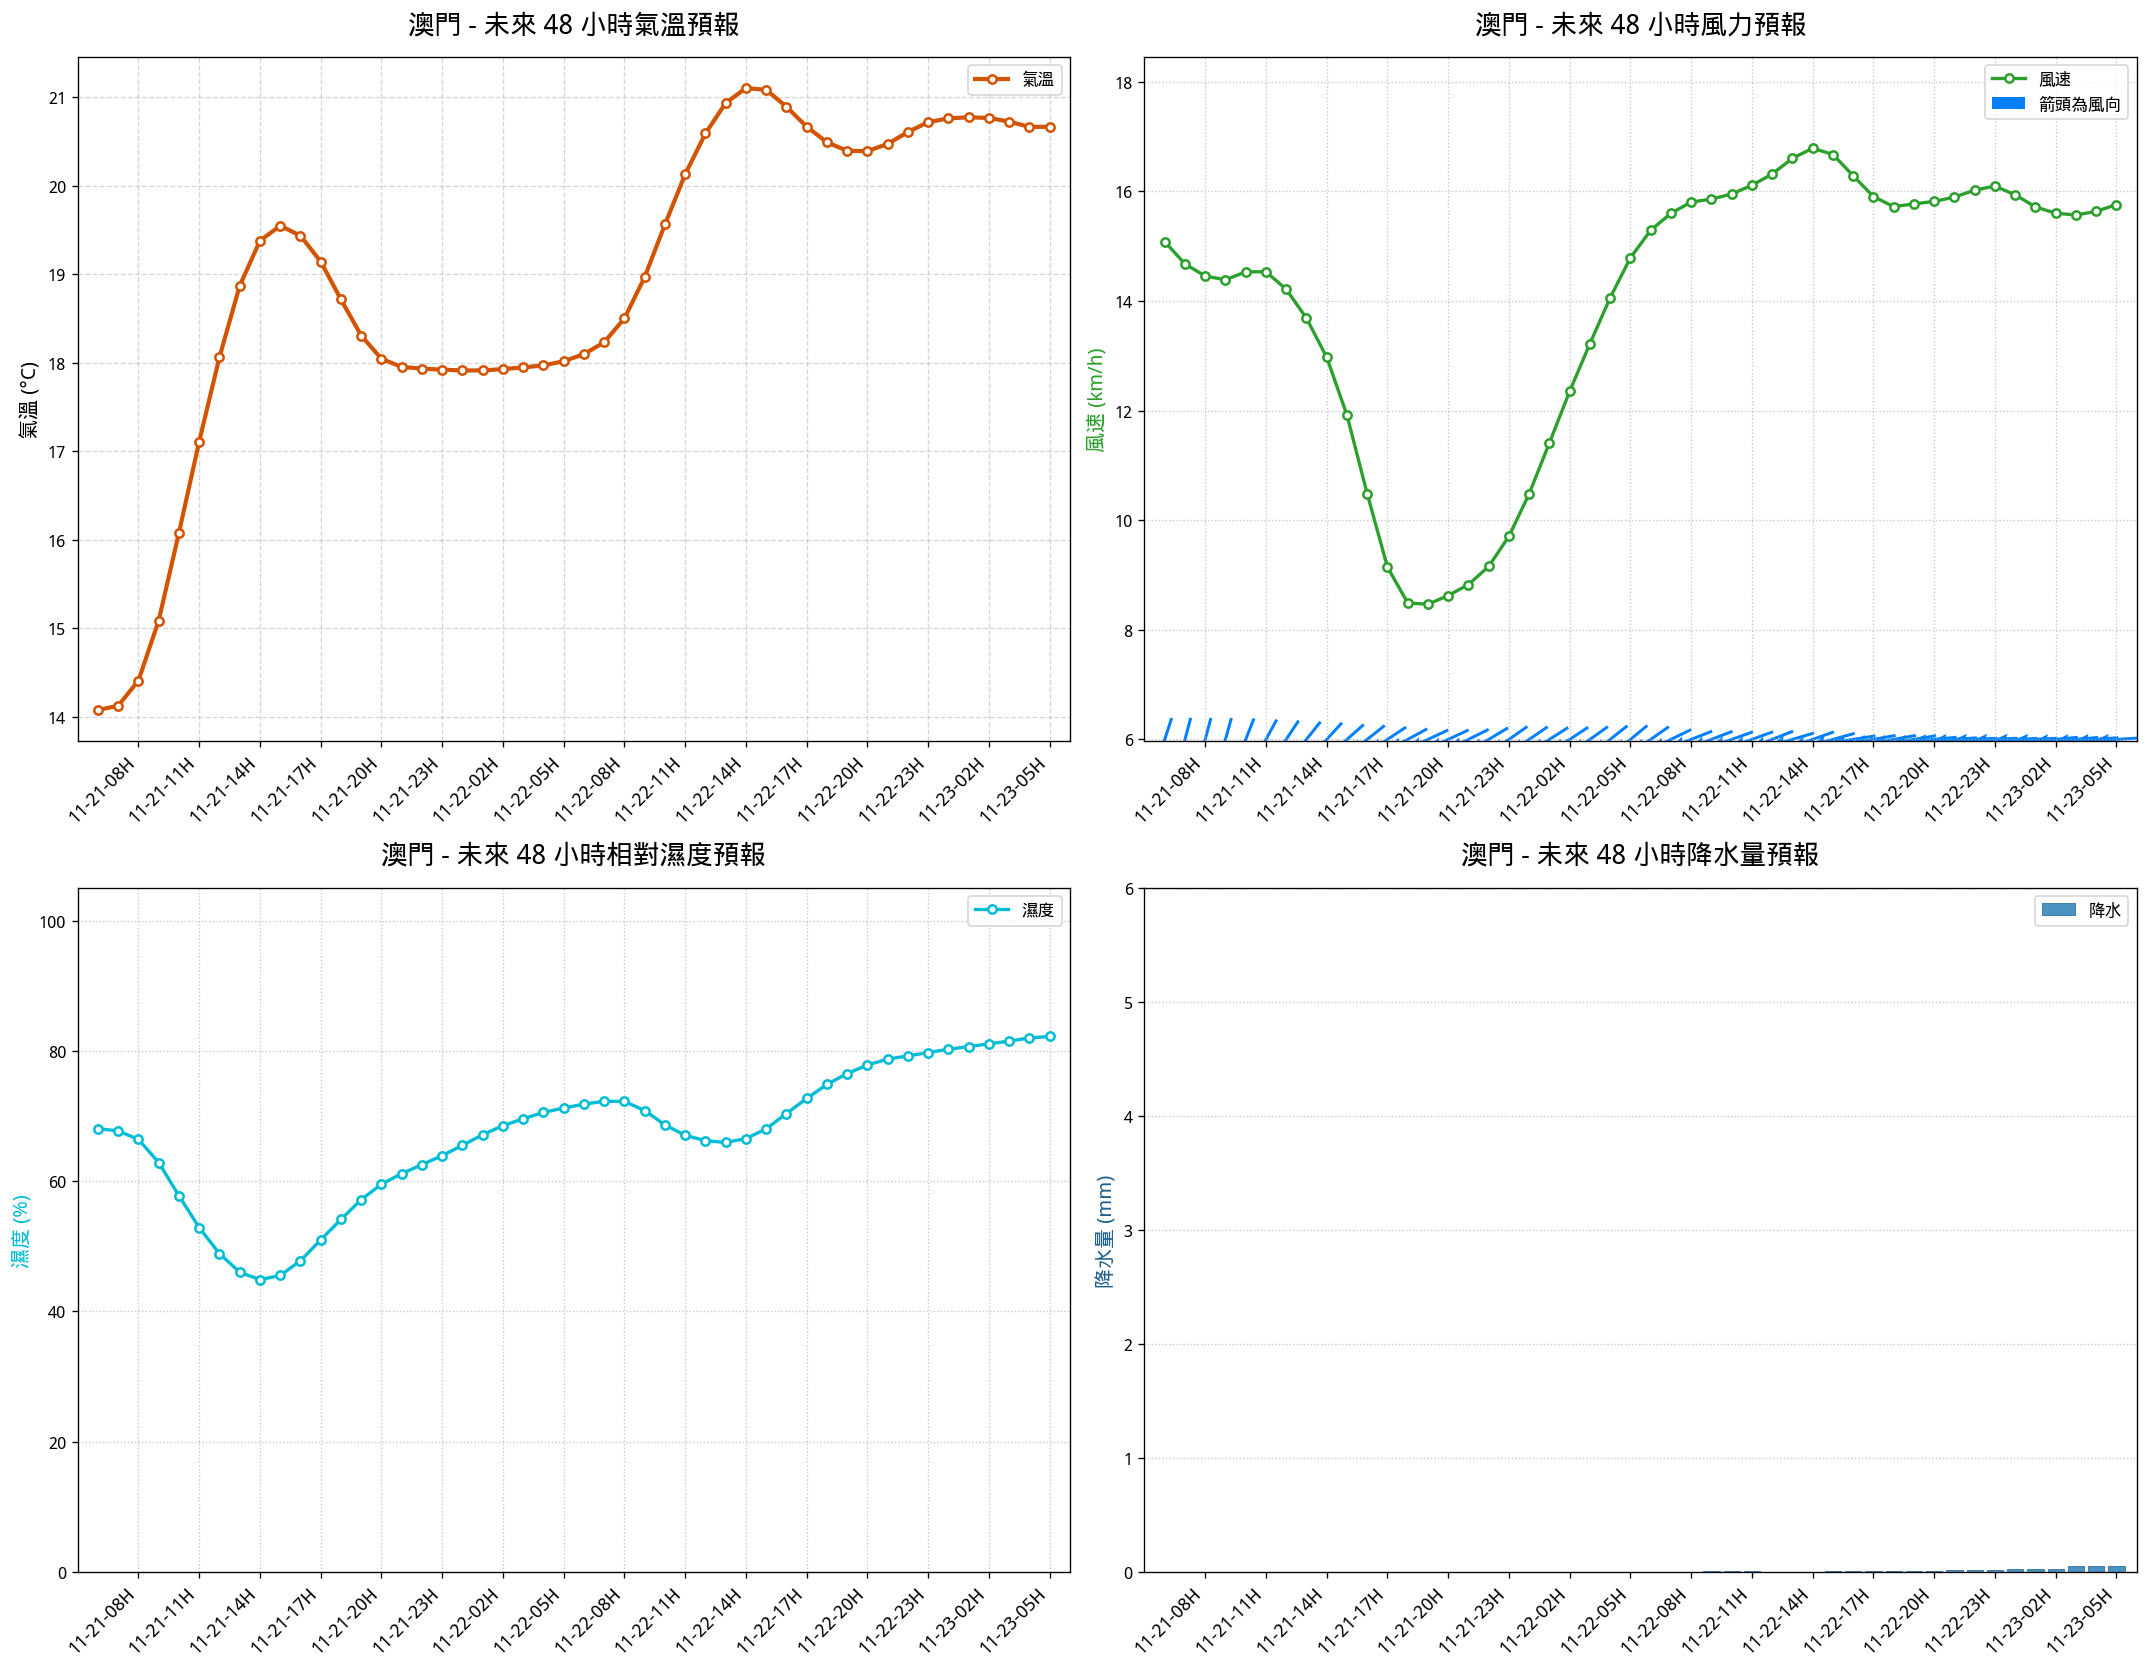 澳門 - 未來 48 小時氣溫預報
氣溫
氣溫 (°C)
21
20
19
18
17
16
15
14
11-21-08H
11-21-11H
11-21-14H
11-21-17H
11-21-20H
11-21-23H
11-22-02H
11-22-05H
11-22-08H
11-22-11H
11-22-14H
11-22-17H
11-22-20H
11-22-23H
11-23-02H
11-23-05H
澳門 - 未來 48 小時風力預報
風速
箭頭為風向
風速 (km/h)
18
16
14
12
10
8
6
11-21-08H
11-21-11H
11-21-14H
11-21-17H
11-21-20H
11-21-23H
11-22-02H
11-22-05H
11-22-08H
11-22-11H
11-22-14H
11-22-17H
11-22-20H
11-22-23H
11-23-02H
11-23-05H
澳門 - 未來 48 小時相對濕度預報
濕度
濕度 (%)
100
80
60
40
20
0
11-21-08H
11-21-11H
11-21-14H
11-21-17H
11-21-20H
11-21-23H
11-22-02H
11-22-05H
11-22-08H
11-22-11H
11-22-14H
11-22-17H
11-22-20H
11-22-23H
11-23-02H
11-23-05H
澳門 - 未來 48 小時降水量預報
降水
降水量 (mm)
6
5
4
3
2
1
0
11-21-08H
11-21-11H
11-21-14H
11-21-17H
11-21-20H
11-21-23H
11-22-02H
11-22-05H
11-22-08H
11-22-11H
11-22-14H
11-22-17H
11-22-20H
11-22-23H
11-23-02H
11-23-05H